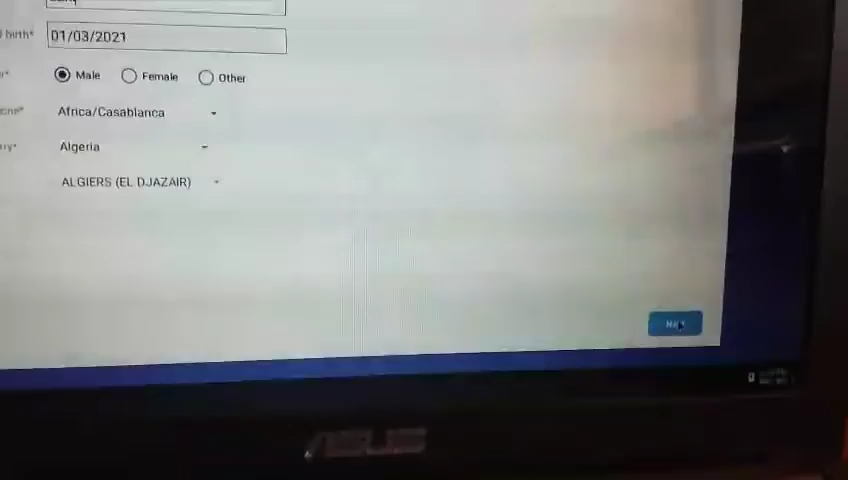 birth*
01/03/2021
Male Female Other
Africa/Casablanca
Algeria
ALGIERS (EL DJAZAIR)
ASUS